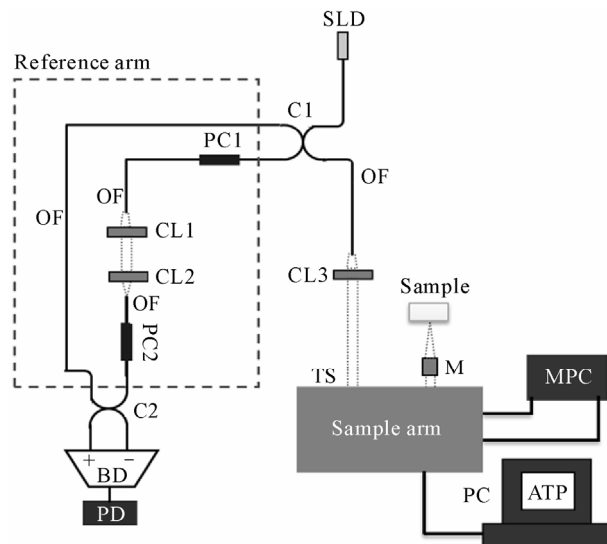 SLD
Reference arm
C1
PC1
OF
OF
OF
CL1
CL2
CL3
OF
Sample
PC2
M
TS
MPC
C2
Sample arm
+ −
BD
PC
ATP
PD